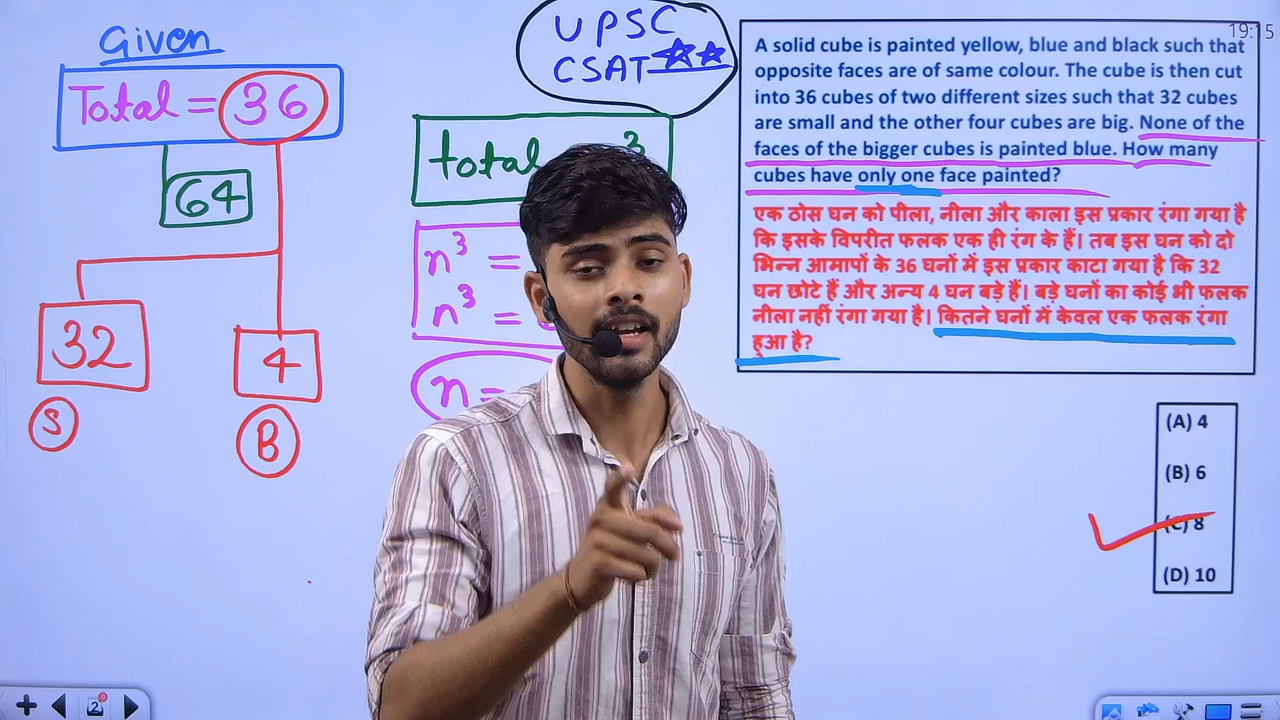 Given
Total = 36
64
32
4
S
B
UPSC
CSAT
total 3
n³ =
n³ =
n =
19:15
A solid cube is painted yellow, blue and black such that
opposite faces are of same colour. The cube is then cut
into 36 cubes of two different sizes such that 32 cubes
are small and the other four cubes are big. None of the
faces of the bigger cubes is painted blue. How many
cubes have only one face painted?
एक ठोस घन को पीला, नीला और काला इस प्रकार रंगा गया है
कि इसके विपरीत फलक एक ही रंग के हैं। तब इस घन को दो
भिन्न आमापों के 36 घनों में इस प्रकार काटा गया है कि 32
घन छोटे हैं और अन्य 4 घन बड़े हैं। बड़े घनों का कोई भी फलक
नीला नहीं रंगा गया है। कितने घनों में केवल एक फलक रंगा
हुआ है?
(A) 4
(B) 6
(C) 8
(D) 10
2